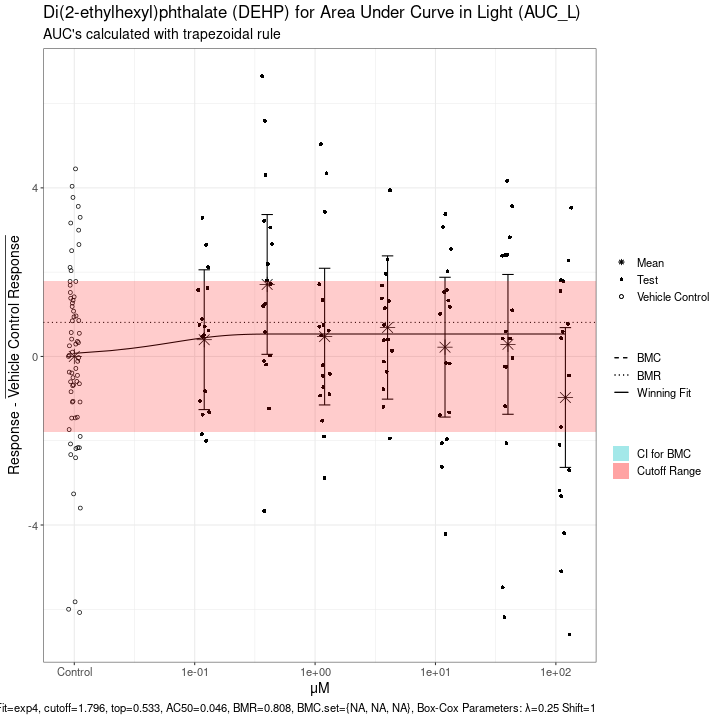 Di(2-ethylhexyl)phthalate (DEHP) for Area Under Curve in Light (AUC_L)
AUC's calculated with trapezoidal rule
Response - Vehicle Control Response
4
0
-4
Control
1e-01
1e+00
1e+01
1e+02
μM
Mean
Test
Vehicle Control
BMC
BMR
Winning Fit
CI for BMC
Cutoff Range
Fit=exp4, cutoff=1.796, top=0.533, AC50=0.046, BMR=0.808, BMC.set={NA, NA, NA}, Box-Cox Parameters: λ=0.25 Shift=1